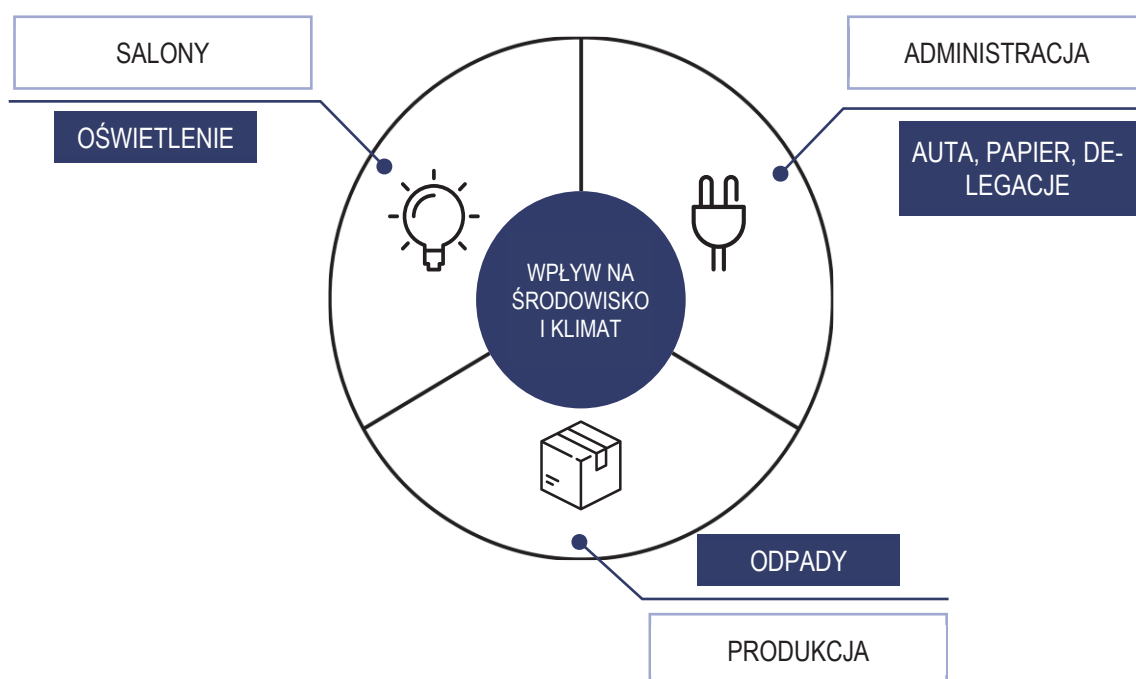 SALONY
OŚWIETLENIE
ADMINISTRACJA
AUTA, PAPIER, DE-
LEGACJE
WPŁYW NA
ŚRODOWISKO
I KLIMAT
ODPADY
PRODUKCJA